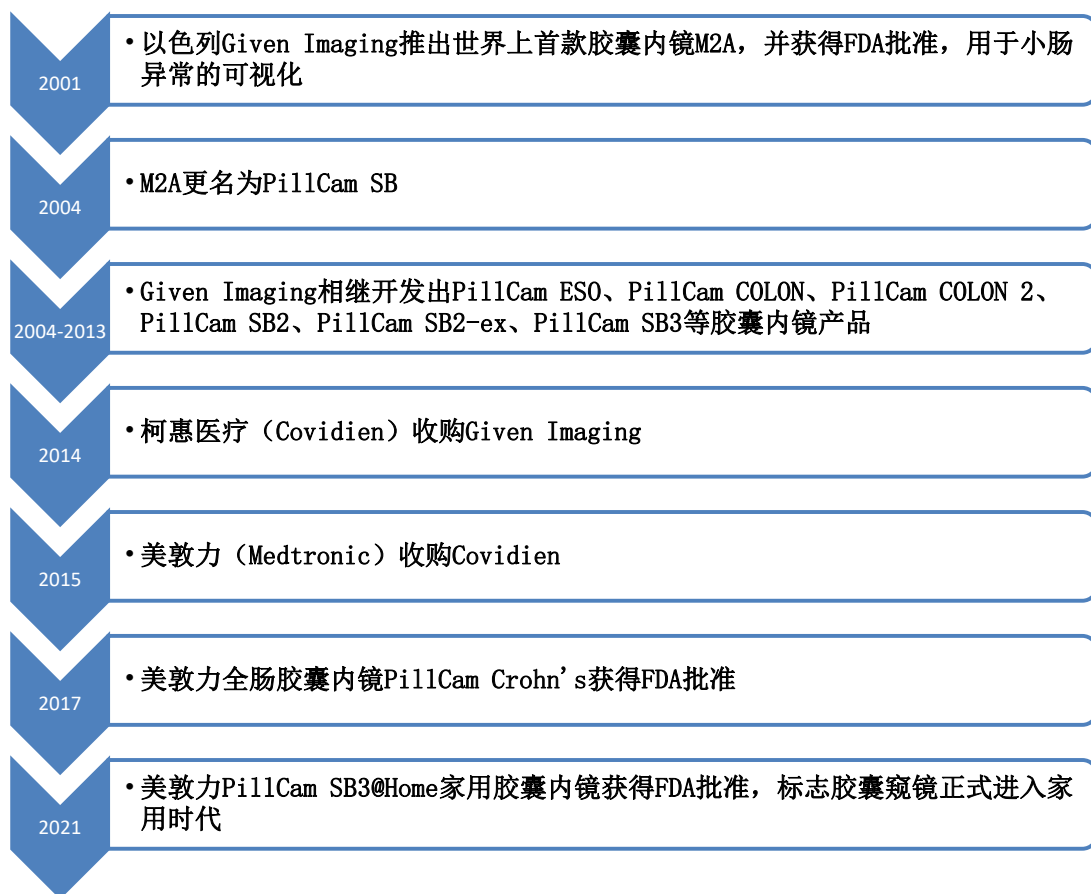 2001
•以色列Given Imaging推出世界上首款胶囊内镜M2A，并获得FDA批准，用于小肠
异常的可视化
2004
•M2A更名为PillCam SB
2004-2013
•Given Imaging相继开发出PillCam ESO、PillCam COLON、PillCam COLON 2、
PillCam SB2、PillCam SB2-ex、PillCam SB3等胶囊内镜产品
2014
•柯惠医疗（Covidien）收购Given Imaging
2015
•美敦力（Medtronic）收购Covidien
2017
•美敦力全肠胶囊内镜PillCam Crohn's获得FDA批准
2021
•美敦力PillCam SB3@Home家用胶囊内镜获得FDA批准，标志胶囊窥镜正式进入家
用时代